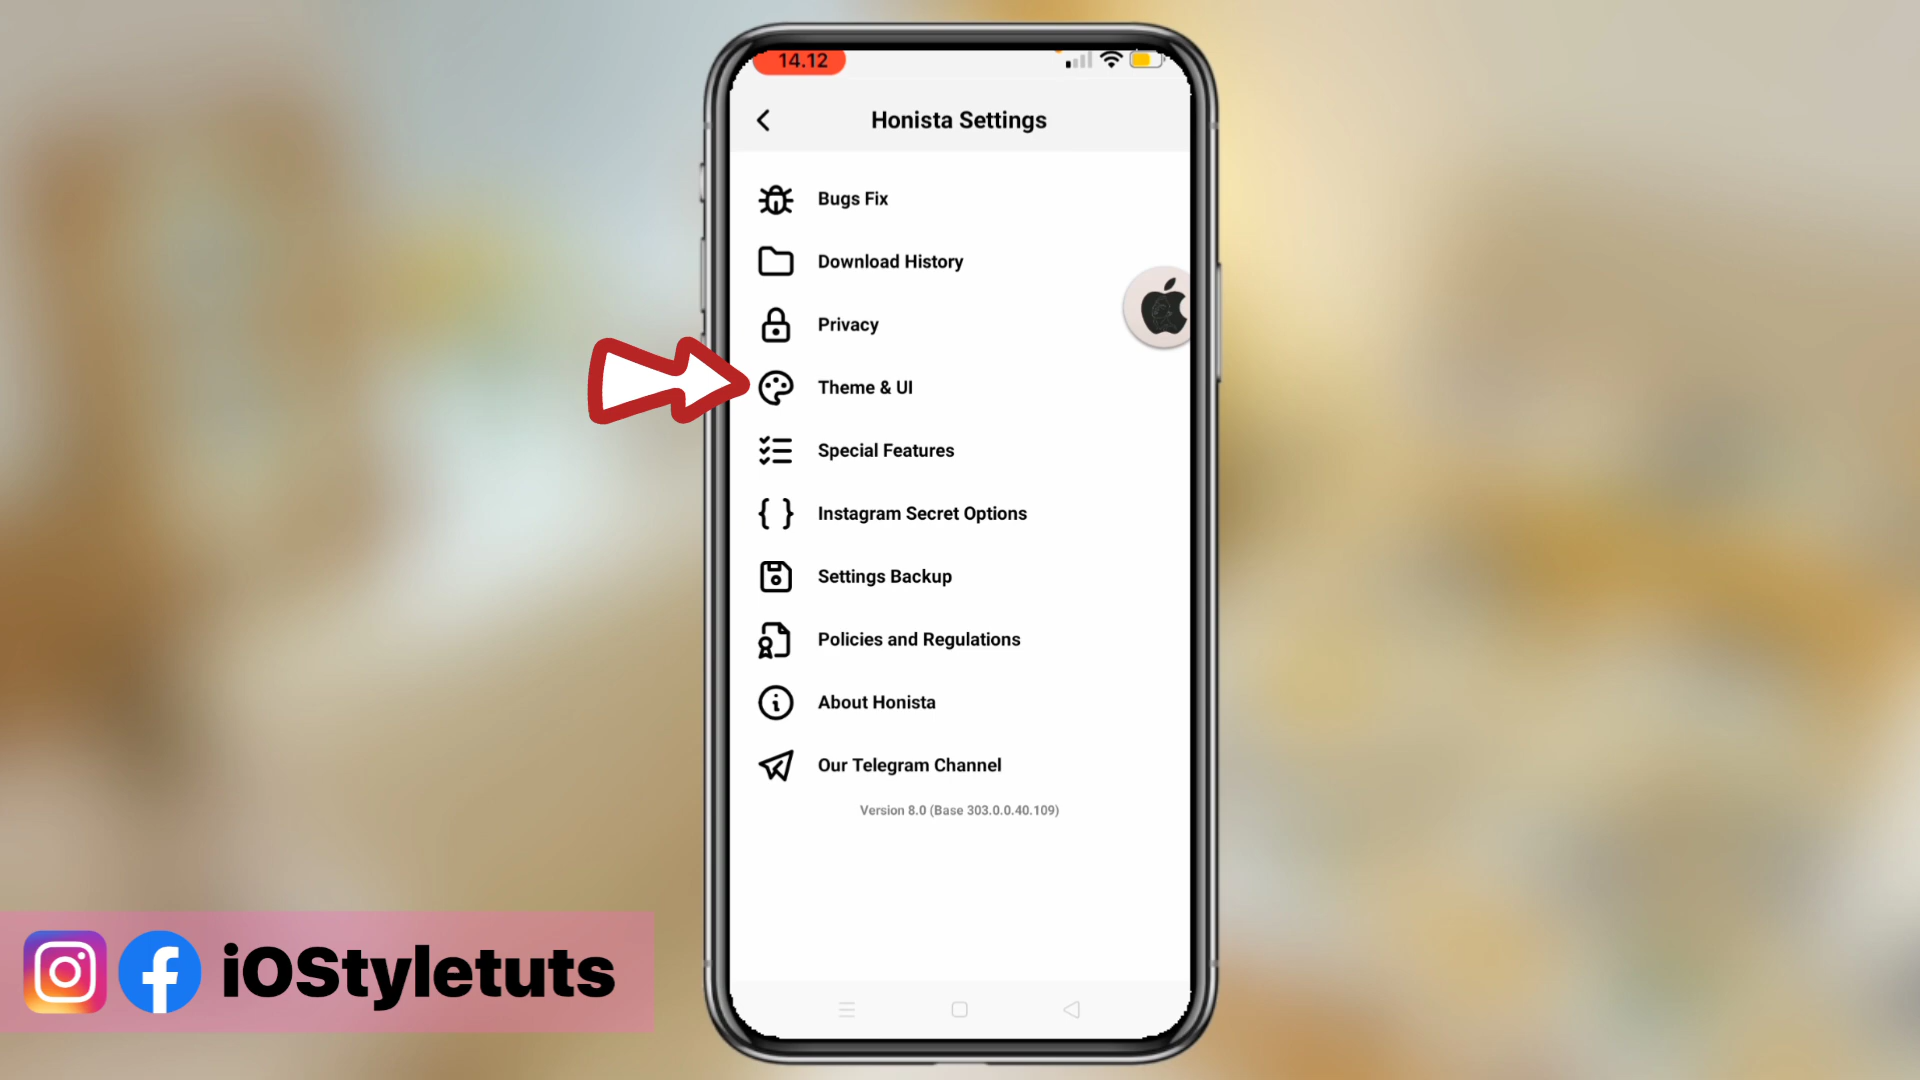 14.12
Honista Settings
Bugs Fix
Download History
Privacy
Theme & UI
Special Features
Instagram Secret Options
Settings Backup
Policies and Regulations
About Honista
Our Telegram Channel
Version 8.0 (Base 303.0.0.40.109)
iOStyletuts